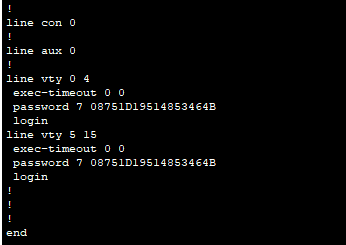 !
line con 0
!
line aux 0
!
line vty 0 4
 exec-timeout 0 0
 password 7 08751D19514853464B
 login
line vty 5 15
 exec-timeout 0 0
 password 7 08751D19514853464B
 login
!
!
!
end